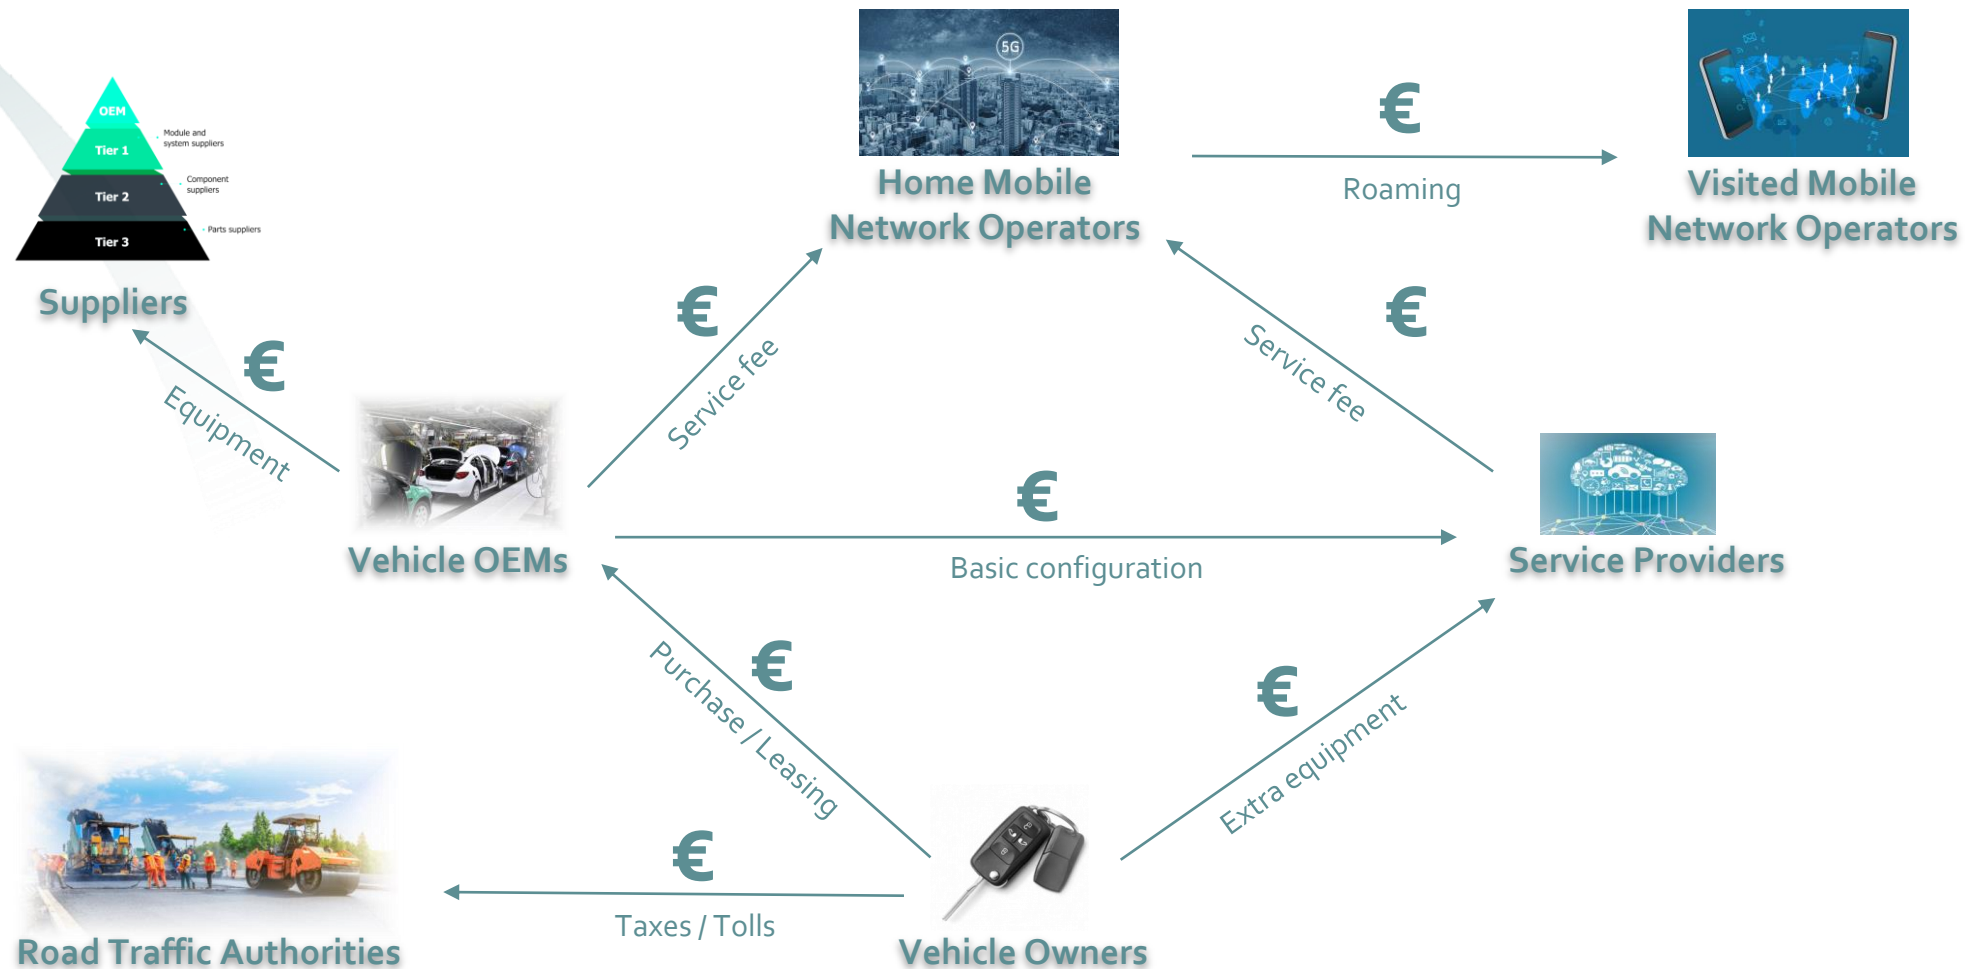 5G
€
Roaming
Home Mobile
Network Operators
Visited Mobile
Network Operators
OEM
Tier 1
Module and
system suppliers
Tier 2
Component
suppliers
Tier 3
Parts suppliers
Suppliers
€
Equipment
€
Service fee
€
Service fee
Vehicle OEMs
€
Basic configuration
Service Providers
€
Purchase / Leasing
€
Extra equipment
€
Taxes / Tolls
Road Traffic Authorities
Vehicle Owners